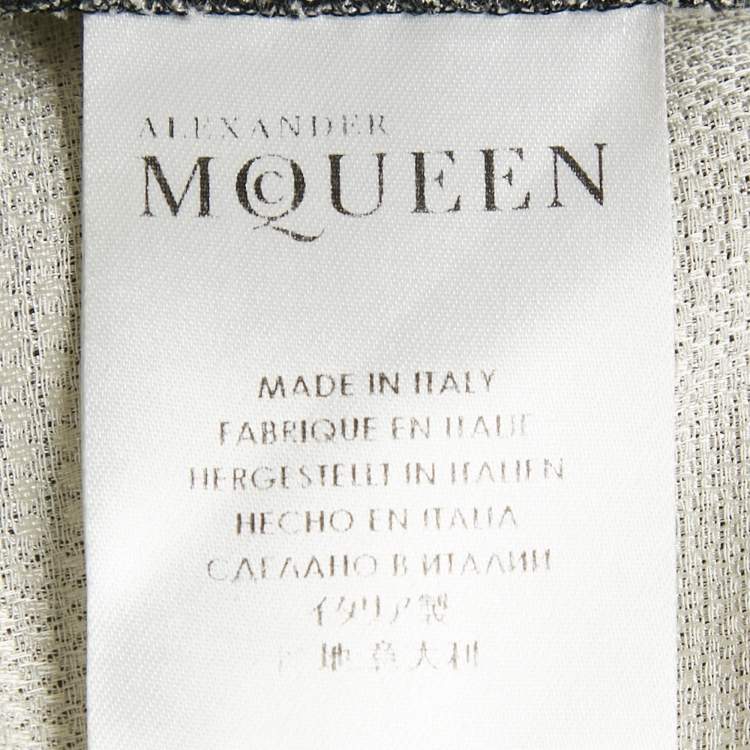 ALEXANDER
MCQUEEN
MADE IN ITALY
FABRIQUE EN ITALIE
HERGESTELLT IN ITALIEN
HECHO EN ITALIA
СДЕЛАНО В ИТАЛИИ
イタリア製
地意大利